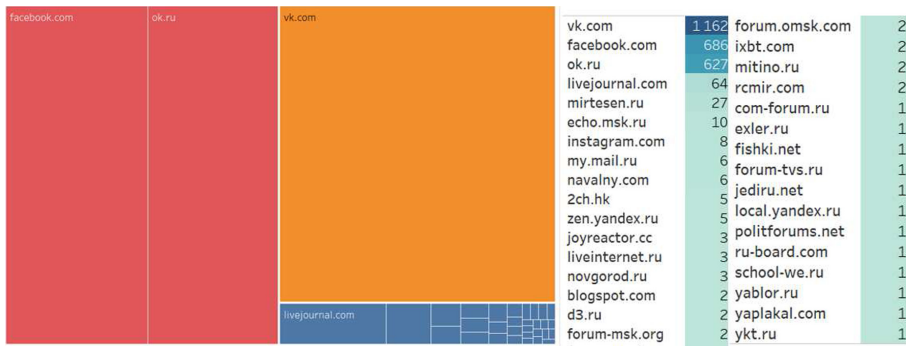 facebook.com
ok.ru
vk.com
livejournal.com
vk.com 1 162
facebook.com 686
ok.ru 627
livejournal.com 64
mirtesen.ru 27
echo.msk.ru 10
instagram.com 8
my.mail.ru 6
navalny.com 6
2ch.hk 5
zen.yandex.ru 5
joyreactor.cc 3
liveinternet.ru 3
novgorod.ru 3
blogspot.com 2
d3.ru 2
forum-msk.org 2
forum.omsk.com 2
ixbt.com 2
mitino.ru 2
rcmir.com 2
com-forum.ru 1
exler.ru 1
fishki.net 1
forum-tvs.ru 1
jediru.net 1
local.yandex.ru 1
politforums.net 1
ru-board.com 1
school-we.ru 1
yablor.ru 1
yaplakal.com 1
ykt.ru 1